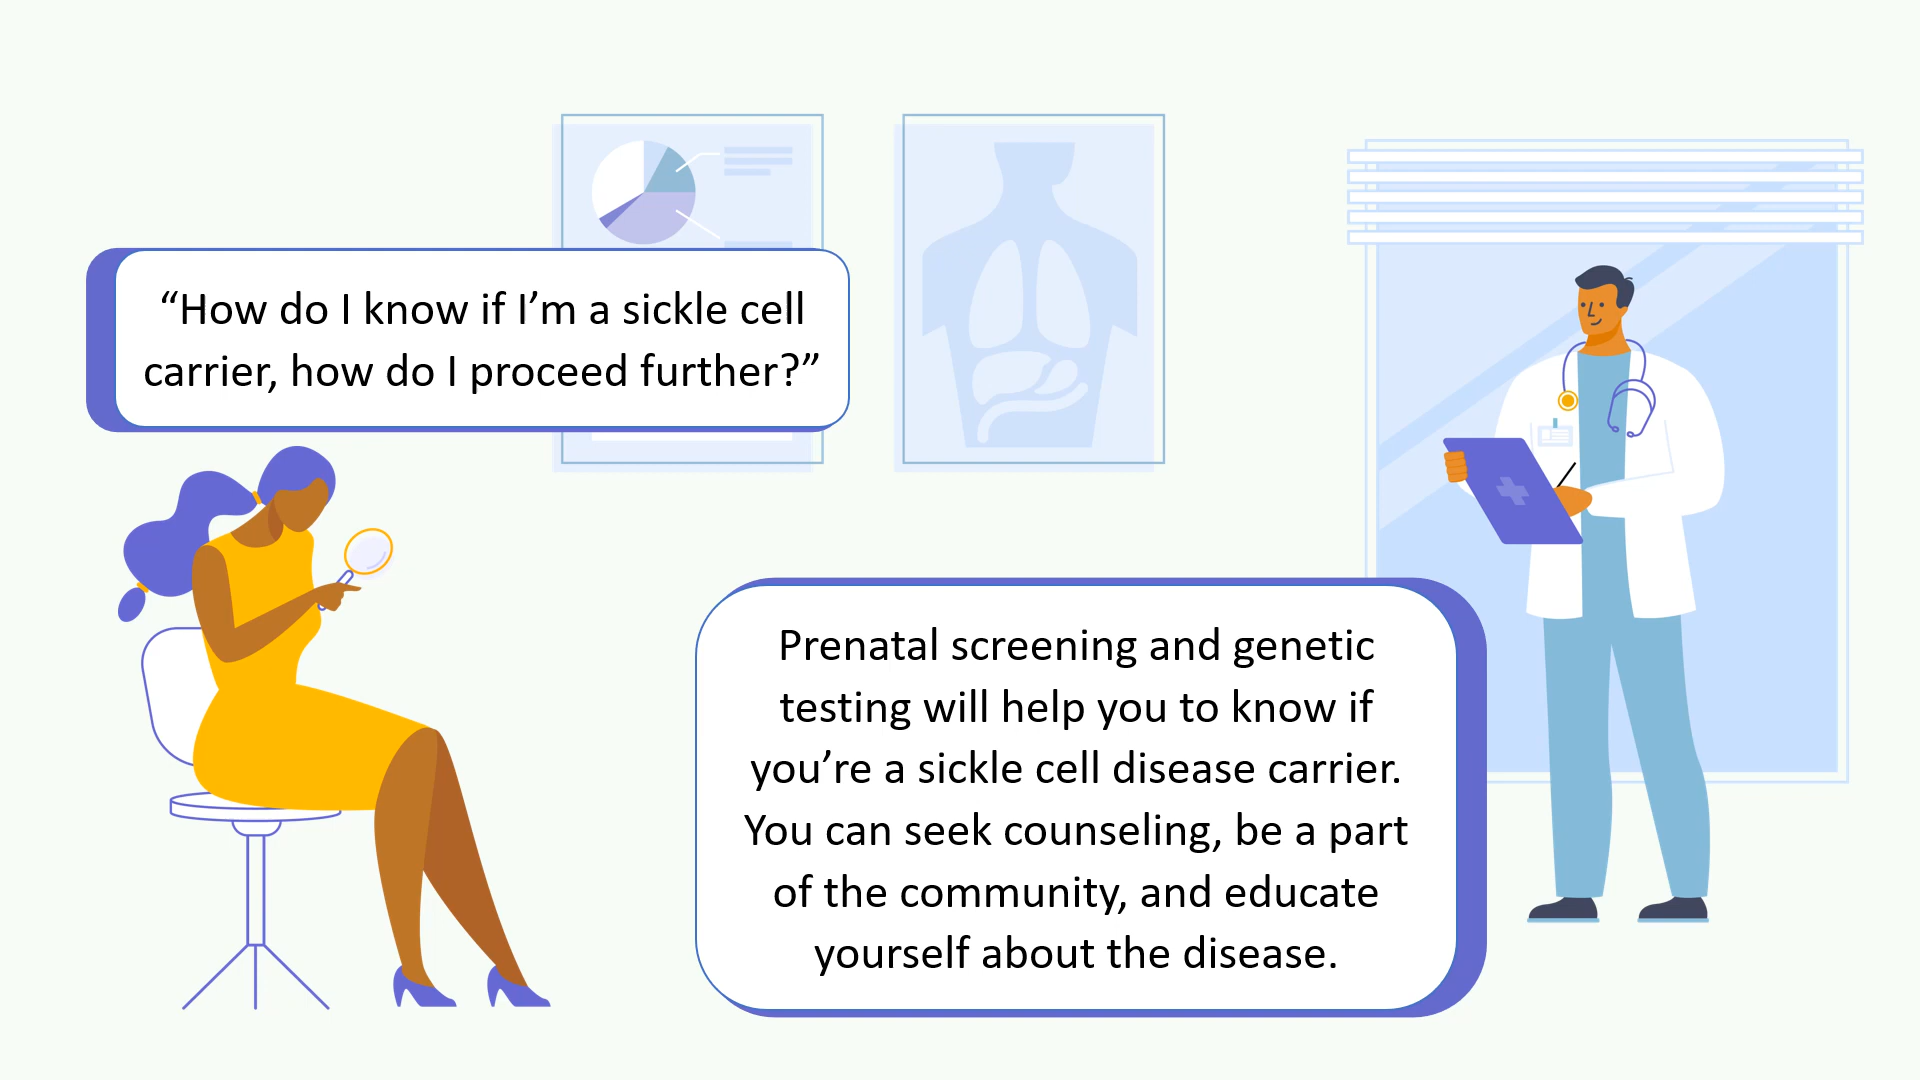 “How do I know if I’m a sickle cell
carrier, how do I proceed further?”
Prenatal screening and genetic
testing will help you to know if
you’re a sickle cell disease carrier.
You can seek counseling, be a part
of the community, and educate
yourself about the disease.